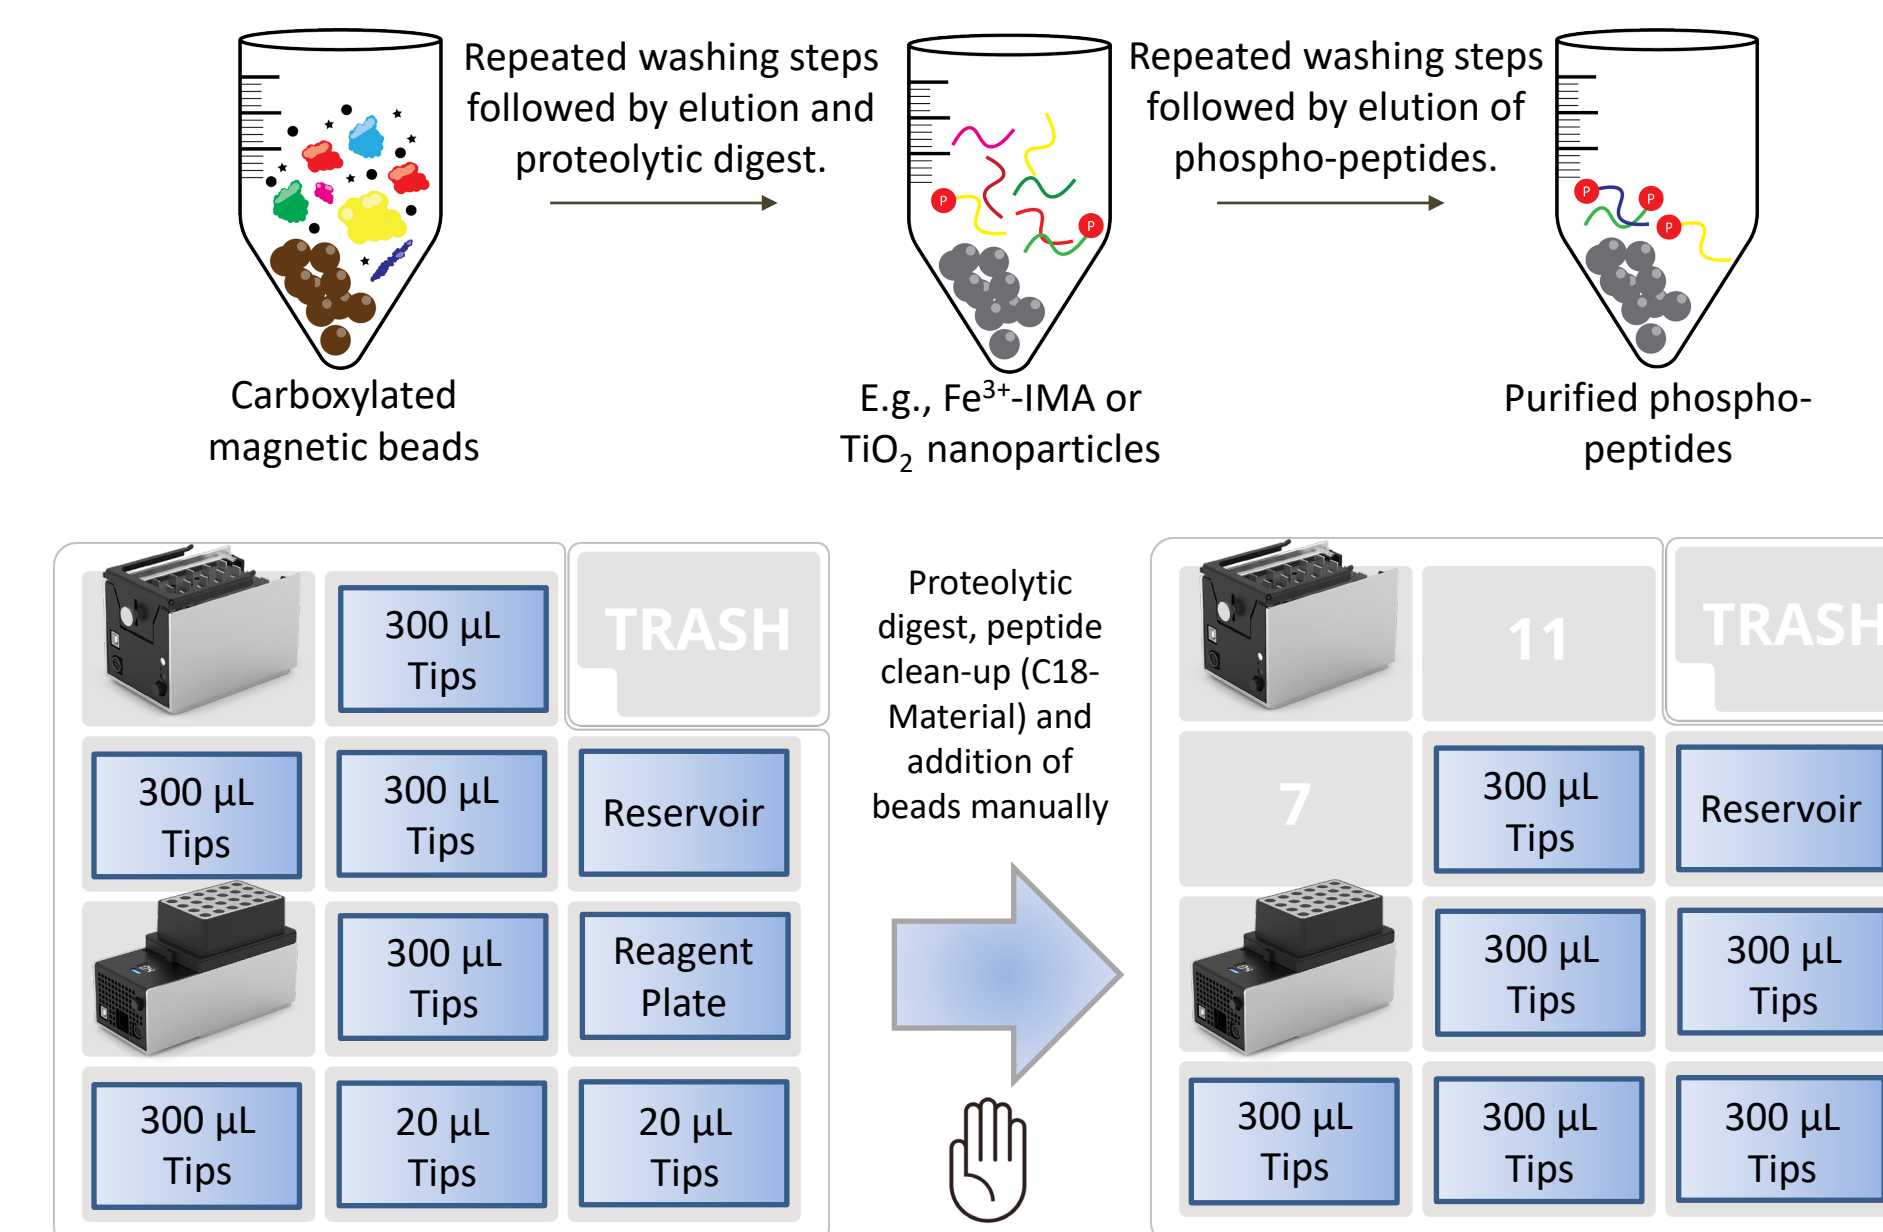 Repeated washing steps
followed by elution and
proteolytic digest.
Repeated washing steps
followed by elution of
phospho-peptides.
P
P
P
P
P
Carboxylated
magnetic beads
E.g., Fe³⁺-IMA or
TiO₂ nanoparticles
Purified phospho-
peptides
300 µL
Tips
TRASH
300 µL
Tips
300 µL
Tips
Reservoir
300 µL
Tips
Reagent
Plate
300 µL
Tips
20 µL
Tips
20 µL
Tips
Proteolytic
digest, peptide
clean-up (C18-
Material) and
addition of
beads manually
11
TRASH
7
300 µL
Tips
Reservoir
300 µL
Tips
300 µL
Tips
300 µL
Tips
300 µL
Tips
300 µL
Tips